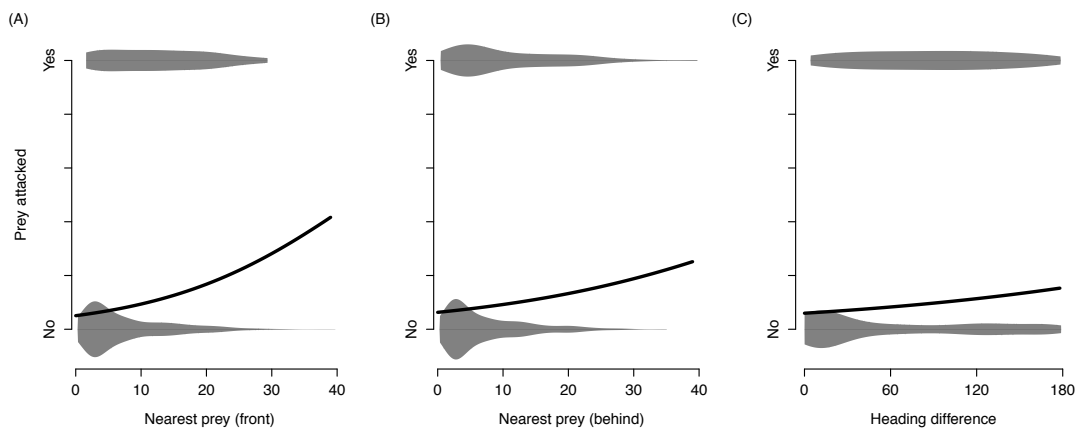 (A)
(B)
(C)
Prey attacked
Yes
No
0 10 20 30 40
Nearest prey (front)
Yes
No
0 10 20 30 40
Nearest prey (behind)
Yes
No
0 60 120 180
Heading difference